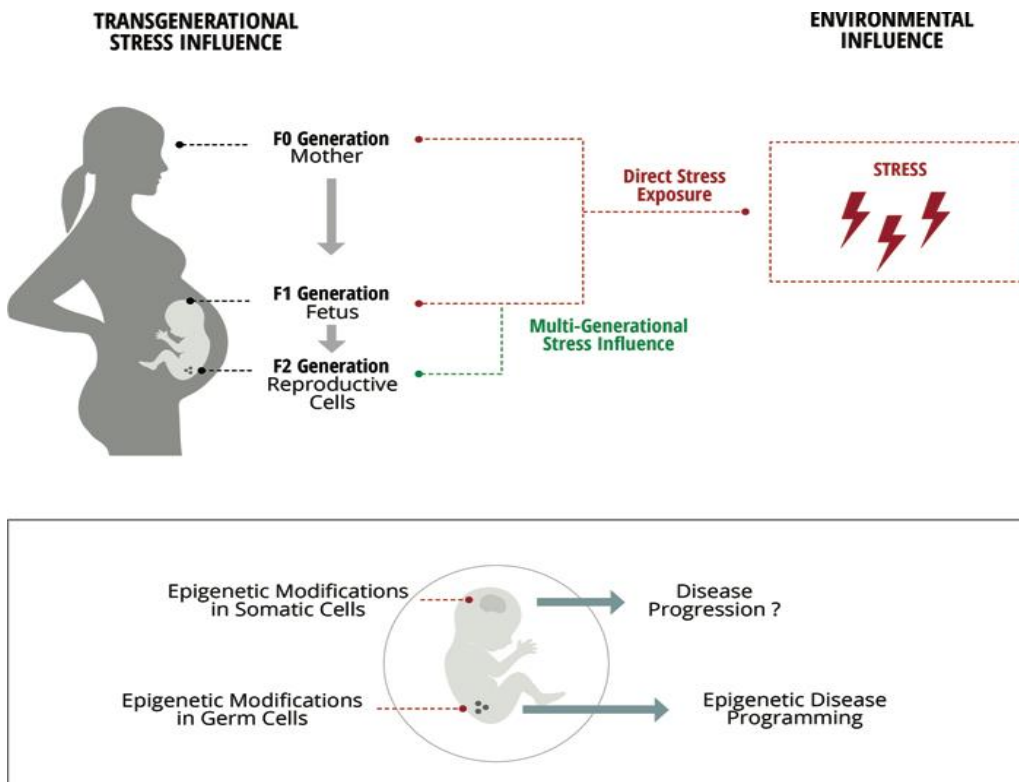 TRANSGENERATIONAL
STRESS INFLUENCE
ENVIRONMENTAL
INFLUENCE
F0 Generation
Mother
Direct Stress
Exposure
STRESS
F1 Generation
Fetus
Multi-Generational
Stress Influence
F2 Generation
Reproductive
Cells
Epigenetic Modifications
in Somatic Cells
Disease
Progression ?
Epigenetic Modifications
in Germ Cells
Epigenetic Disease
Programming